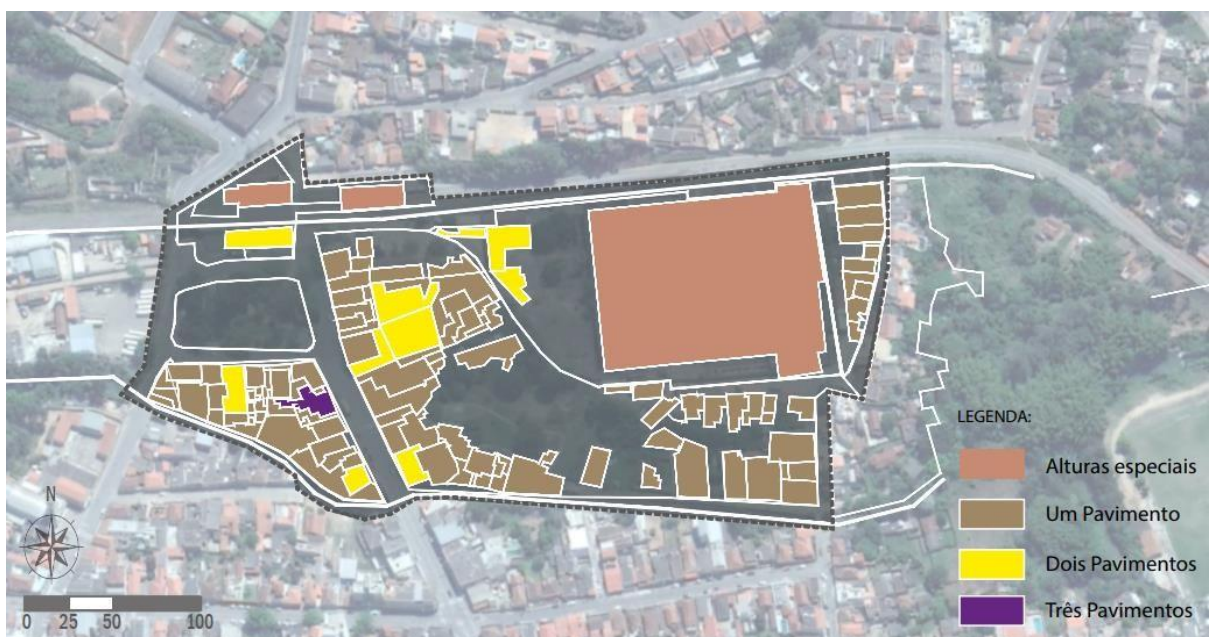 LEGENDA:
Alturas especiais
Um Pavimento
Dois Pavimentos
Três Pavimentos
N
0 25 50 100